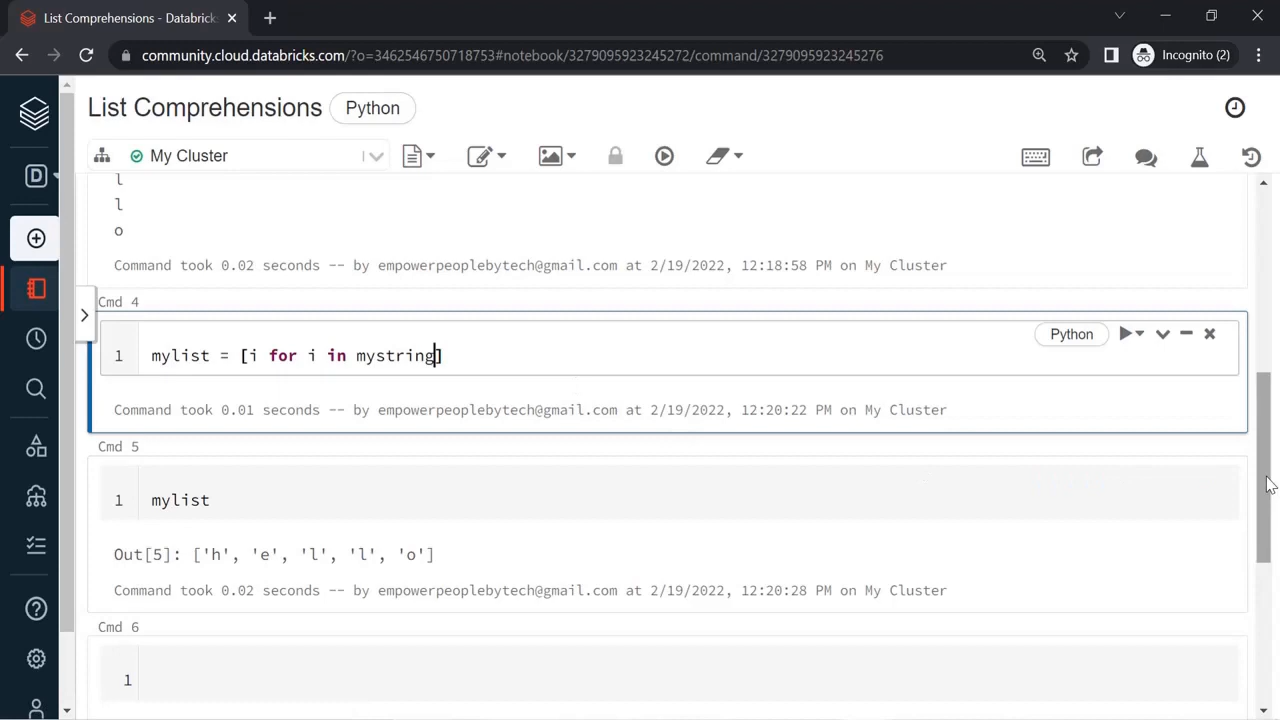 List Comprehensions - Databricks
community.cloud.databricks.com/?o=3462546750718753#notebook/3279095923245272/command/3279095923245276
Incognito (2)
List Comprehensions Python
My Cluster
D
l
l
o
Command took 0.02 seconds -- by empowerpeoplebytech@gmail.com at 2/19/2022, 12:18:58 PM on My Cluster
Cmd 4
Python
1 mylist = [i for i in mystring]
Command took 0.01 seconds -- by empowerpeoplebytech@gmail.com at 2/19/2022, 12:20:22 PM on My Cluster
Cmd 5
1 mylist
Out[5]: ['h', 'e', 'l', 'l', 'o']
Command took 0.02 seconds -- by empowerpeoplebytech@gmail.com at 2/19/2022, 12:20:28 PM on My Cluster
Cmd 6
1